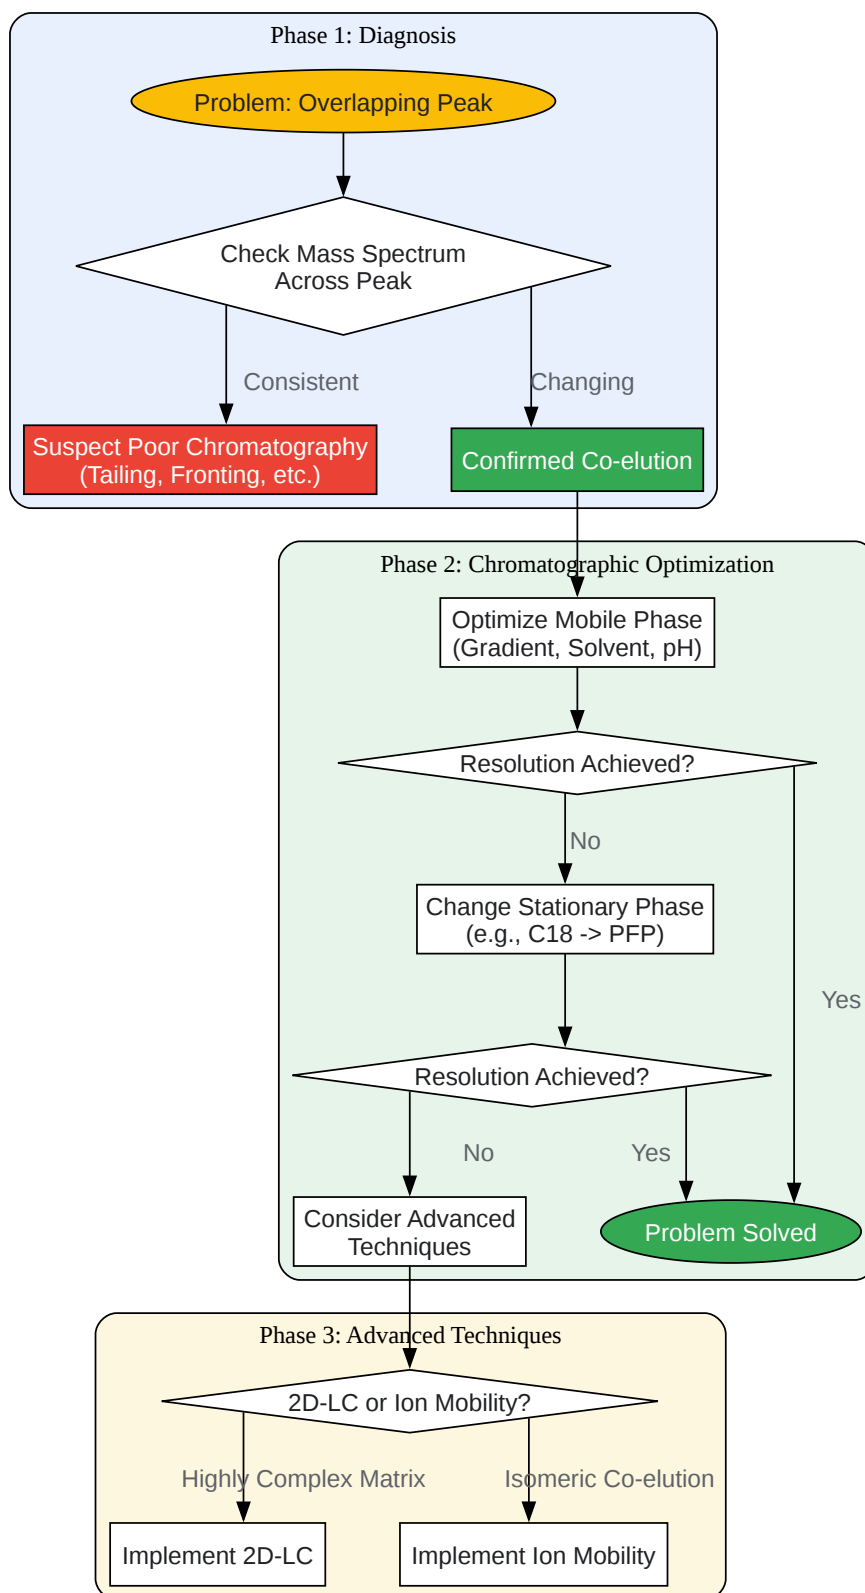 Phase 1: Diagnosis
Problem: Overlapping Peak
Check Mass Spectrum
Across Peak
Consistent
Changing
Suspect Poor Chromatography
(Tailing, Fronting, etc.)
Confirmed Co-elution
Phase 2: Chromatographic Optimization
Optimize Mobile Phase
(Gradient, Solvent, pH)
Resolution Achieved?
No
Change Stationary Phase
(e.g., C18 -> PFP)
Yes
Resolution Achieved?
No
Yes
Consider Advanced
Techniques
Problem Solved
Phase 3: Advanced Techniques
2D-LC or Ion Mobility?
Highly Complex Matrix
Isomeric Co-elution
Implement 2D-LC
Implement Ion Mobility